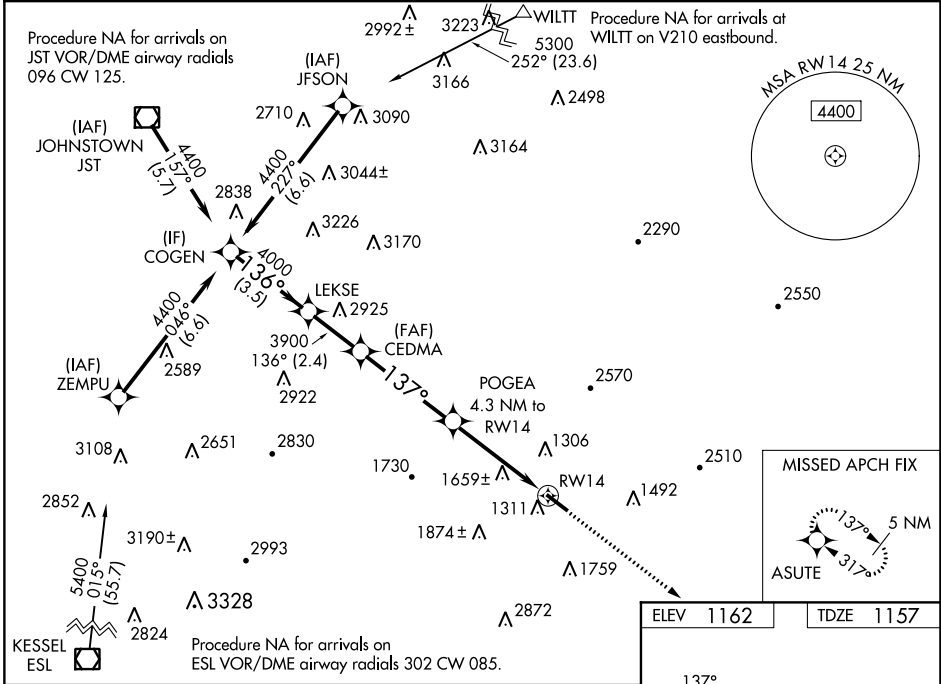 Procedure NA for arrivals on
JST VOR/DME airway radials
096 CW 125.
2992±
3223
WILTT
5300
252° (23.6)
3166
Procedure NA for arrivals at
WILTT on V210 eastbound.
MSA RW14 25 NM
4400
(IAF)
JFSON
2710
3090
2498
(IAF)
JOHNSTOWN
JST
4400
157°
(5.7)
4400
227°
(6.6)
3044±
3164
2838
3226
3170
2290
(IF)
COGEN
4000
136°
(3.5)
LEKSE
2925
2550
4400
046°
(6.6)
2589
3900
136° (2.4)
(FAF)
CEDMA
(IAF)
ZEMPU
2922
137°
POGEA
4.3 NM to
RW14
2570
3108
2651
2830
1730
1306
2510
1659±
RW14
1311
1492
MISSED APCH FIX
137°
5 NM
317°
ASUTE
2852
3190±
2993
1874±
1759
5400
015°
(55.7)
3328
2824
2872
KESSEL
ESL
Procedure NA for arrivals on
ESL VOR/DME airway radials 302 CW 085.
ELEV 1162
TDZE 1157
137°